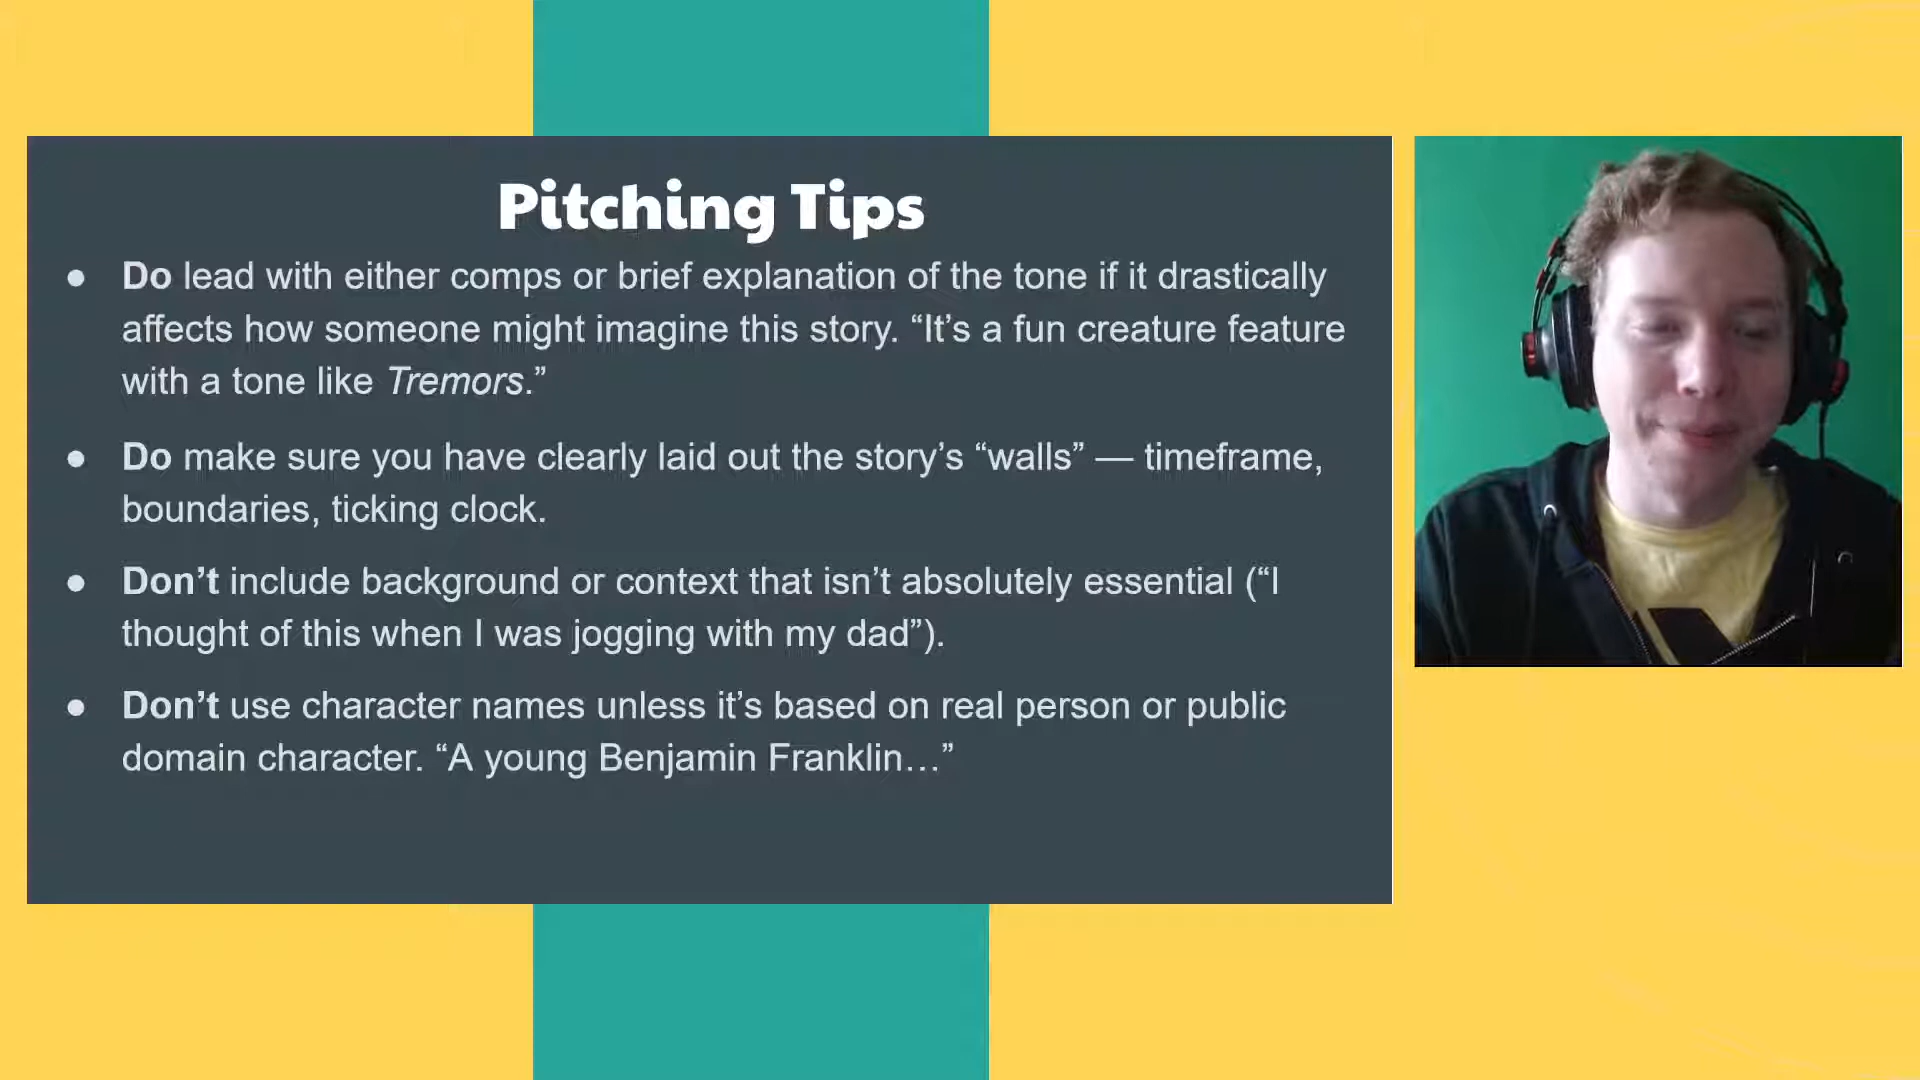 Pitching Tips
● Do lead with either comps or brief explanation of the tone if it drastically
affects how someone might imagine this story. “It’s a fun creature feature
with a tone like Tremors.”
● Do make sure you have clearly laid out the story’s “walls” — timeframe,
boundaries, ticking clock.
● Don’t include background or context that isn’t absolutely essential (“I
thought of this when I was jogging with my dad”).
● Don’t use character names unless it’s based on real person or public
domain character. “A young Benjamin Franklin…”